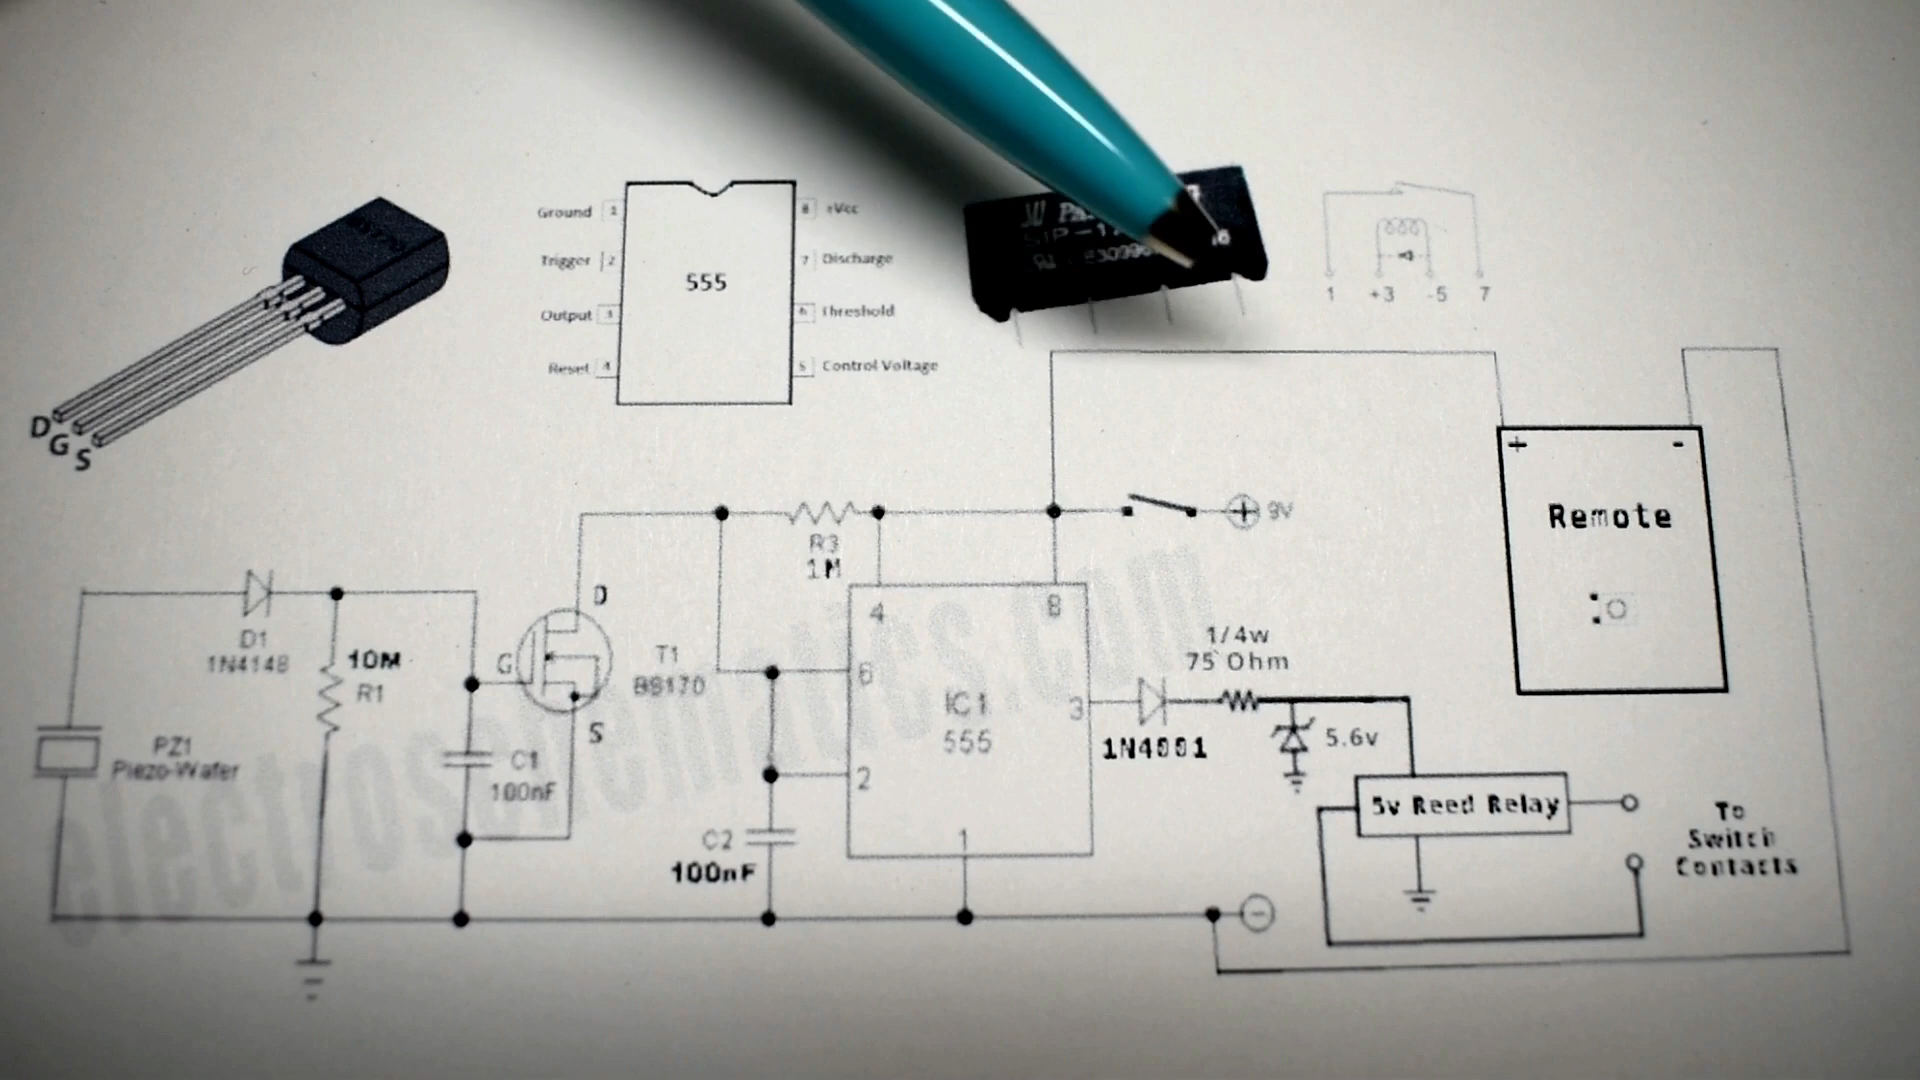 D
G
S
Ground 1
Trigger 2
Output 3
Reset 4
555
8 +Vcc
7 Discharge
6 Threshold
5 Control Voltage
1 +3 -5 7
+ -
Remote
9V
R3
1M
D
G
S
T1
BS170
D1
1N4148
10M
R1
PZ1
Piezo-Wafer
C1
100nF
C2
100nF
4 8
6
2
3
1
IC1
555
1N4001
1/4w
75 Ohm
5.6v
5v Reed Relay
To
Switch
Contacts
electroschematics.com